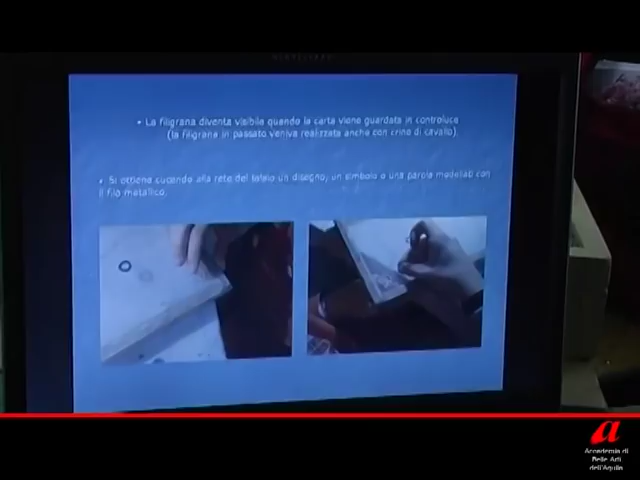 • La filigrana diventa visibile quando la carta viene guardata in controluce
(la filigrana in passato veniva realizzata anche con crine di cavallo).
• Si ottiene cucendo alla rete del telaio un disegno, un simbolo o una parola modellati con
il filo metallico.
a
Accademia di
Belle Arti
dell'Aquila